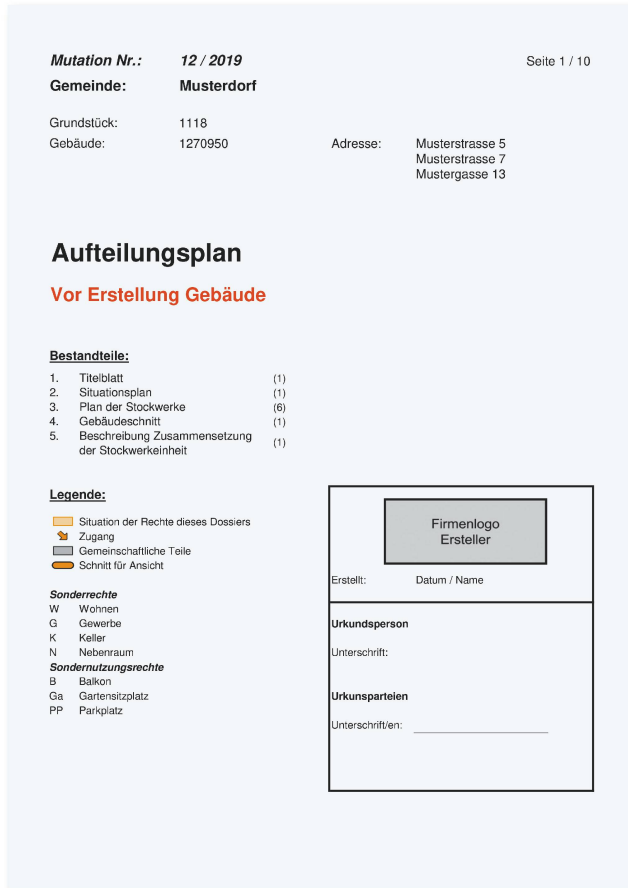 Mutation Nr.: 12 / 2019 Seite 1 / 10
Gemeinde: Musterdorf
Grundstück: 1118
Gebäude: 1270950 Adresse: Musterstrasse 5
Musterstrasse 7
Mustergasse 13
Aufteilungsplan
Vor Erstellung Gebäude
Bestandteile:
1. Titelblatt (1)
2. Situationsplan (1)
3. Plan der Stockwerke (6)
4. Gebäudeschnitt (1)
5. Beschreibung Zusammensetzung
der Stockwerkeinheit (1)
Legende:
Situation der Rechte dieses Dossiers
Zugang
Gemeinschaftliche Teile
Schnitt für Ansicht
Sonderrechte
W Wohnen
G Gewerbe
K Keller
N Nebenraum
Sondernutzungsrechte
B Balkon
Ga Gartensitzplatz
PP Parkplatz
Firmenlogo
Ersteller
Erstellt: Datum / Name
Urkundsperson
Unterschrift:
Urkunsparteien
Unterschrift/en: